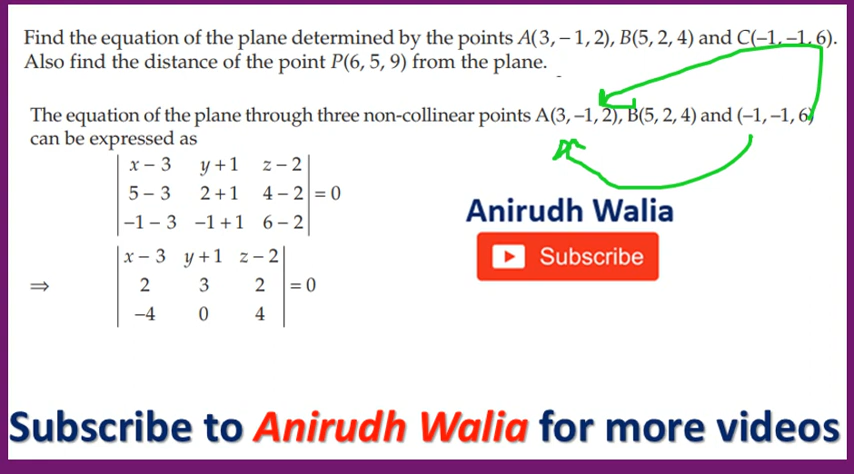 Find the equation of the plane determined by the points A(3, – 1, 2), B(5, 2, 4) and C(–1, –1, 6).
Also find the distance of the point P(6, 5, 9) from the plane.
The equation of the plane through three non-collinear points A(3, –1, 2), B(5, 2, 4) and (–1, –1, 6)
can be expressed as
| x – 3 y + 1 z – 2 |
| 5 – 3 2 + 1 4 – 2 | = 0
| –1 – 3 –1 + 1 6 – 2 |
Anirudh Walia
Subscribe
| x – 3 y + 1 z – 2 |
⇒ | 2 3 2 | = 0
| –4 0 4 |
Subscribe to Anirudh Walia for more videos